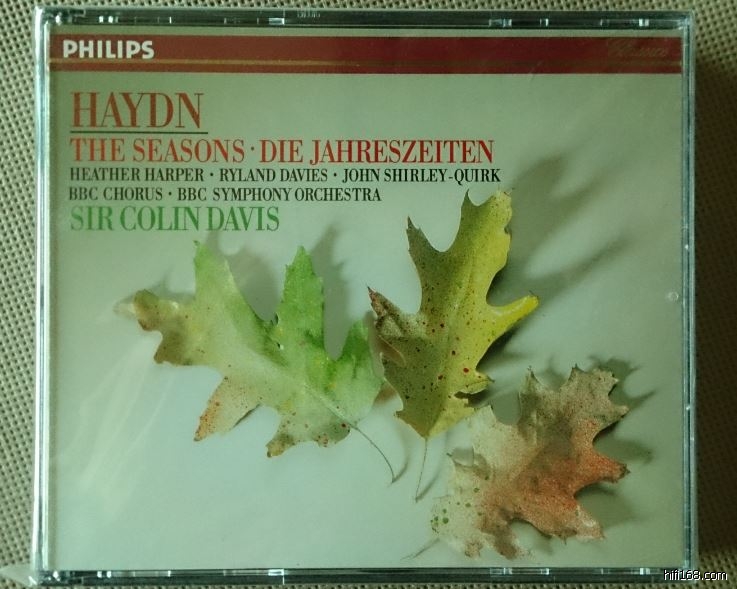 PHILIPS
Classics
HAYDN
THE SEASONS · DIE JAHRESZEITEN
HEATHER HARPER · RYLAND DAVIES · JOHN SHIRLEY-QUIRK
BBC CHORUS · BBC SYMPHONY ORCHESTRA
SIR COLIN DAVIS
hifi168.com